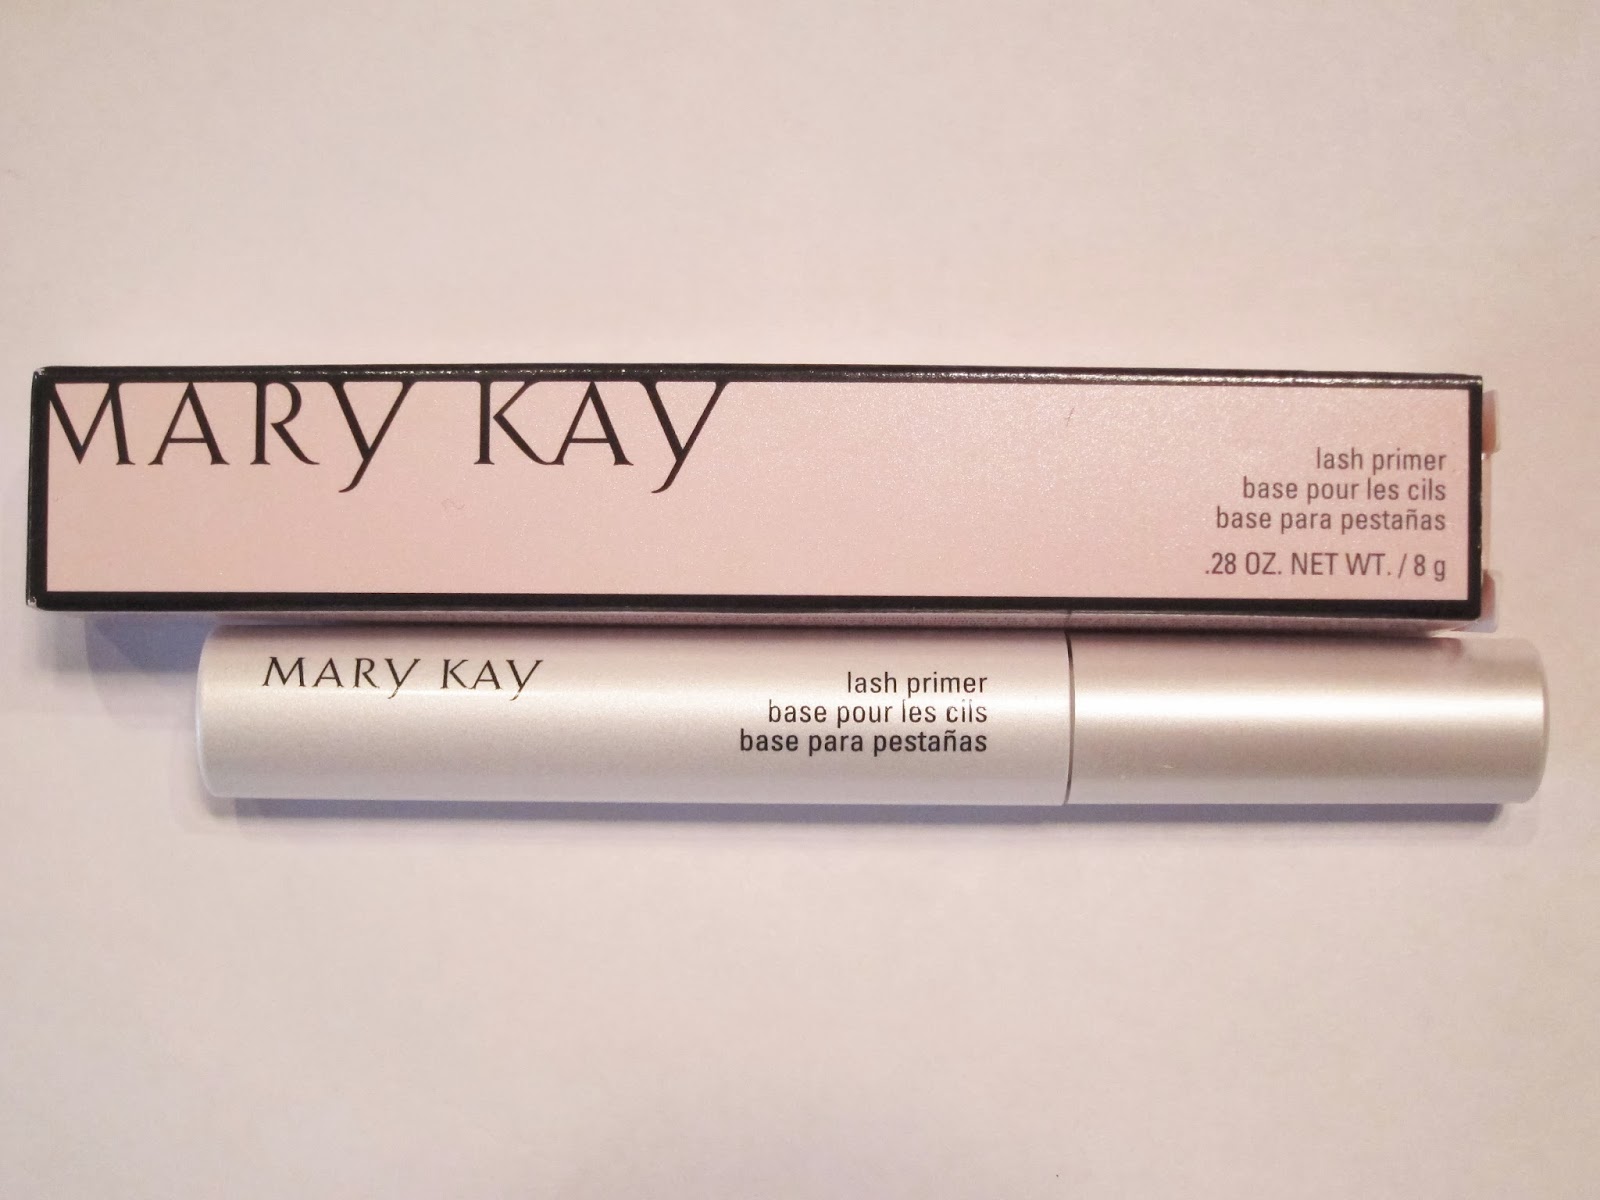 MARY KAY
lash primer
base pour les cils
base para pestañas
.28 OZ. NET WT. / 8 g
MARY KAY
lash primer
base pour les cils
base para pestañas